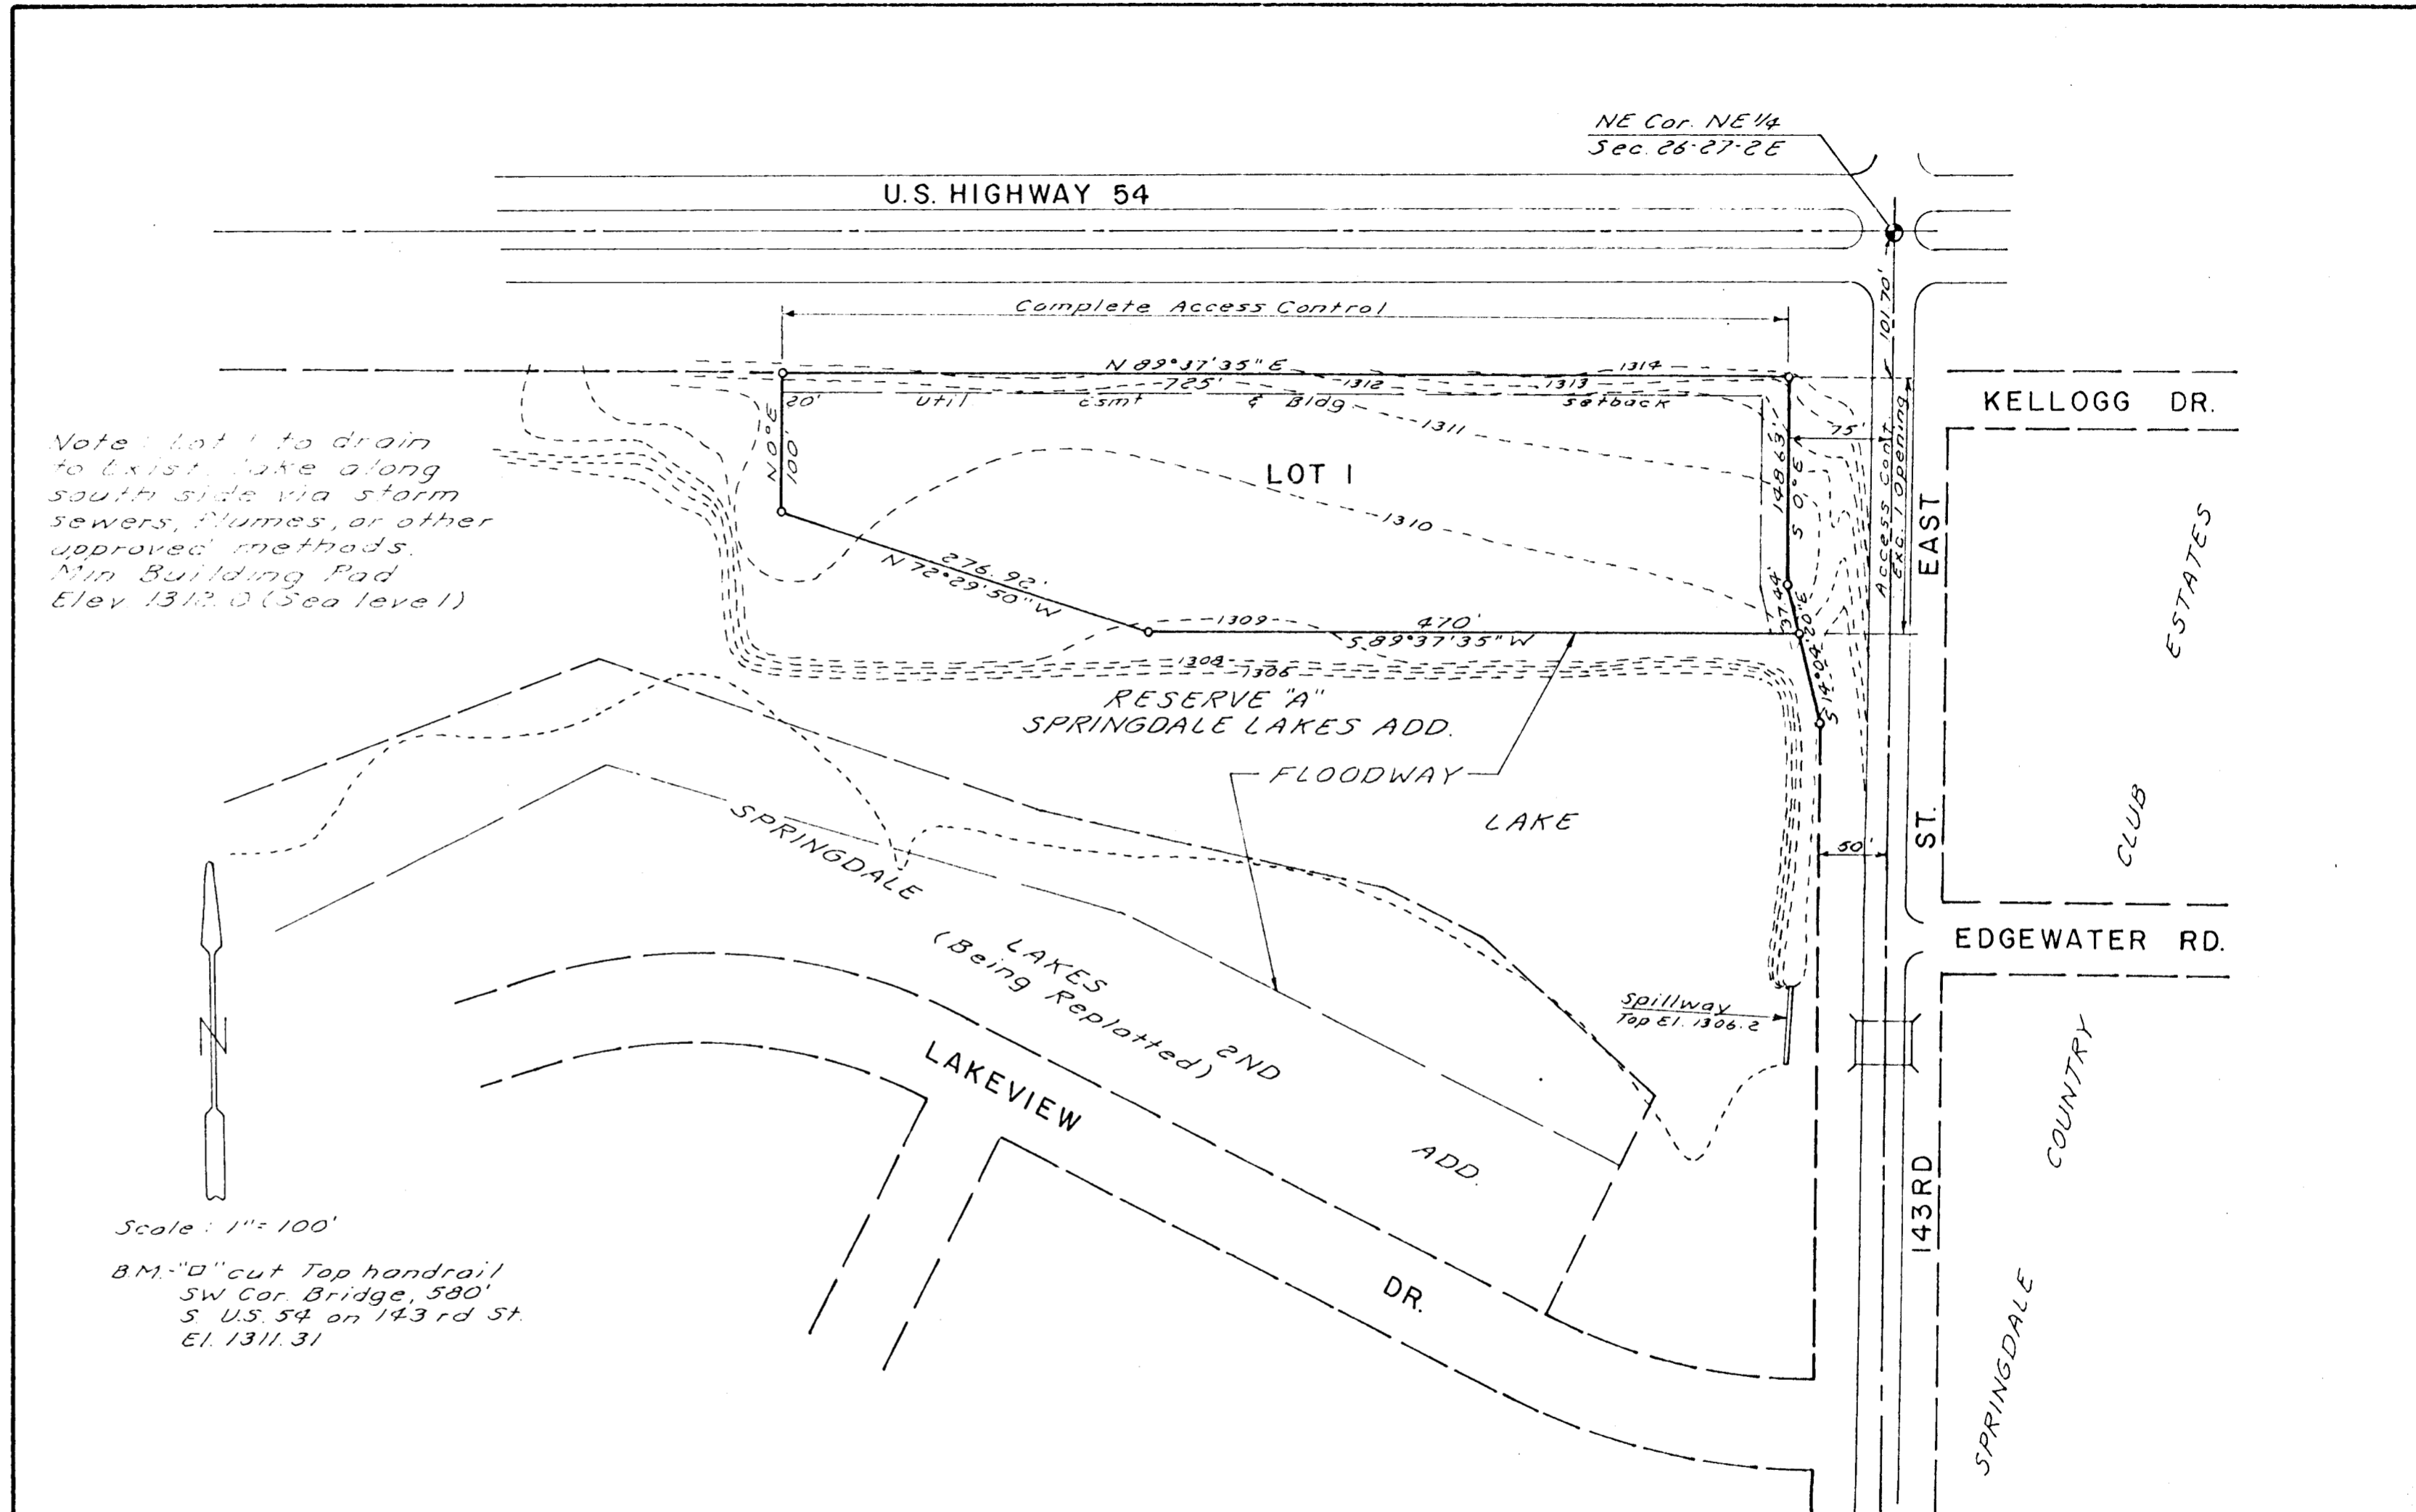 NE Cor. NE 1/4
Sec. 26-27-2E
U.S. HIGHWAY 54
101.70'
Complete Access Control
N 89°37'35" E
725'
1312
1313
1314
20' Util Esmt & Bldg. Setback
KELLOGG DR.
N 0° E
100'
1311
75'
148.63'
S 0° E
Access Cont.
Exc. 1 Opening
LOT 1
1310
Note: Lot 1 to drain
to Exist. lake along
south side via storm
sewers, flumes, or other
approved methods.
Min Building Pad
Elev. 1312.0 (Sea level)
276.92'
N 72°29'50" W
1309
470'
S 89°37'35" W
37.44'
S 14°04'20" E
1308
1306
RESERVE "A"
SPRINGDALE LAKES ADD.
FLOODWAY
LAKE
50'
EAST
ST.
143RD
EDGEWATER RD.
SPRINGDALE
COUNTRY
CLUB
ESTATES
SPRINGDALE
LAKES
2ND
ADD.
(Being Replatted)
Spillway
Top El. 1306.2
LAKEVIEW
DR.
N
Scale: 1"=100'
B.M.-"□" cut Top handrail
SW Cor. Bridge, 580'
S. U.S. 54 on 143rd St.
El. 1311.31